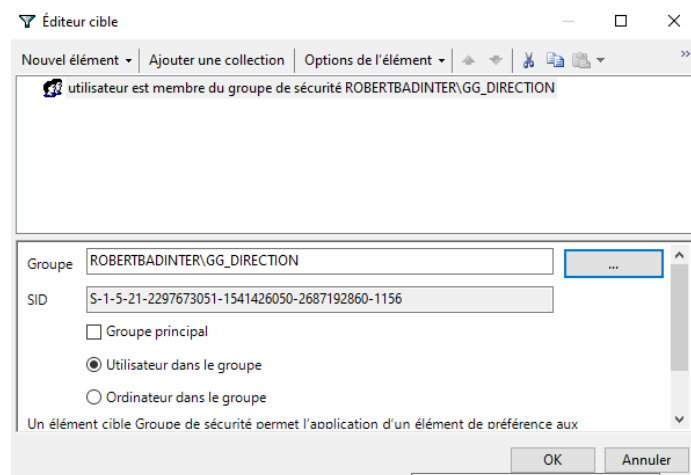 Éditeur cible
Nouvel élément Ajouter une collection Options de l'élément
utilisateur est membre du groupe de sécurité ROBERTBADINTER\GG_DIRECTION
Groupe ROBERTBADINTER\GG_DIRECTION ...
SID S-1-5-21-2297673051-1541426050-2687192860-1156
Groupe principal
Utilisateur dans le groupe
Ordinateur dans le groupe
Un élément cible Groupe de sécurité permet l'application d'un élément de préférence aux
OK Annuler